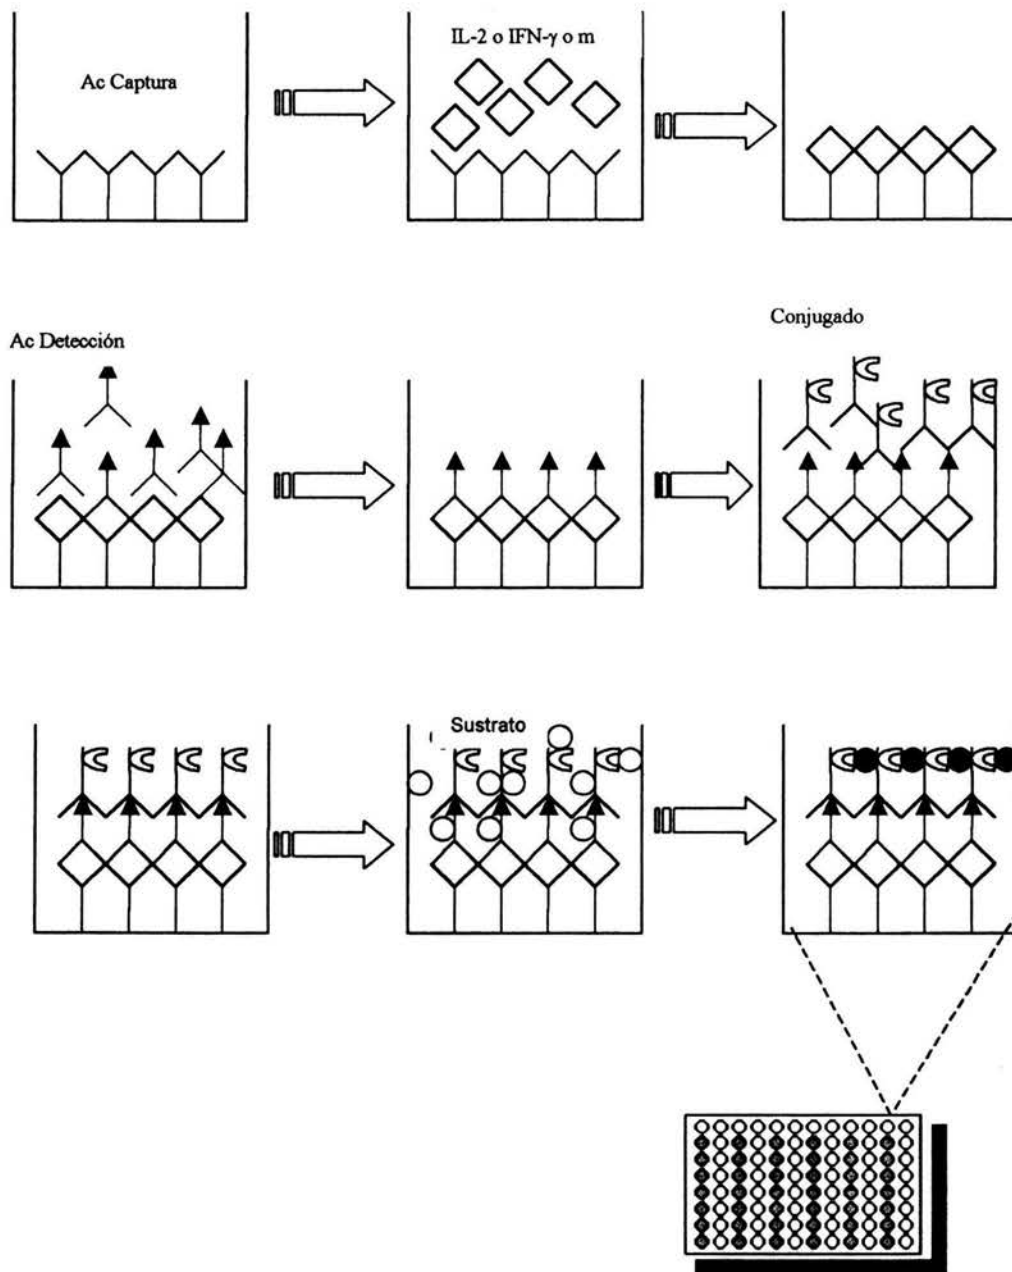 Ac Captura
IL-2 o IFN-γ o m
Ac Detección
Conjugado
Sustrato